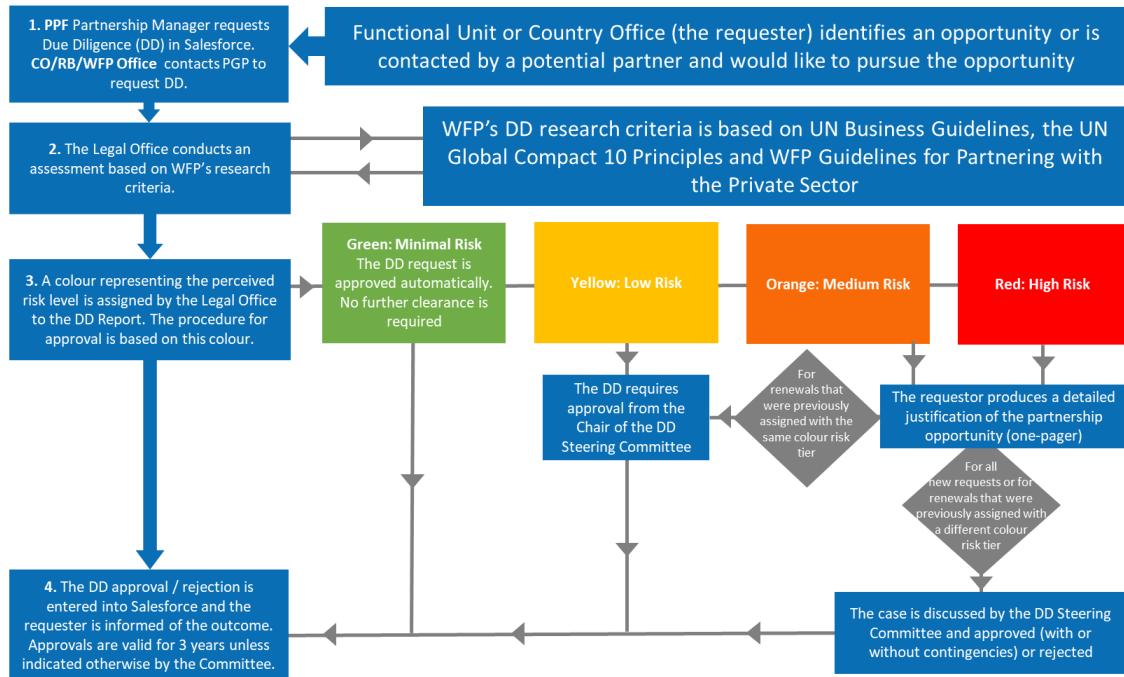 1. PPF Partnership Manager requests
Due Diligence (DD) in Salesforce.
CO/RB/WFP Office contacts PGP to
request DD.
Functional Unit or Country Office (the requester) identifies an opportunity or is
contacted by a potential partner and would like to pursue the opportunity
2. The Legal Office conducts an
assessment based on WFP's research
criteria.
WFP's DD research criteria is based on UN Business Guidelines, the UN
Global Compact 10 Principles and WFP Guidelines for Partnering with
the Private Sector
3. A colour representing the perceived
risk level is assigned by the Legal Office
to the DD Report. The procedure for
approval is based on this colour.
Green: Minimal Risk
The DD request is
approved automatically.
No further clearance is
required
Yellow: Low Risk
Orange: Medium Risk
Red: High Risk
The DD requires
approval from the
Chair of the DD
Steering Committee
For
renewals that
were previously
assigned with the
same colour risk
tier
The requestor produces a detailed
justification of the partnership
opportunity (one-pager)
For all
new requests or for
renewals that were
previously assigned with
a different colour
risk tier
4. The DD approval / rejection is
entered into Salesforce and the
requester is informed of the outcome.
Approvals are valid for 3 years unless
indicated otherwise by the Committee.
The case is discussed by the DD Steering
Committee and approved (with or
without contingencies) or rejected